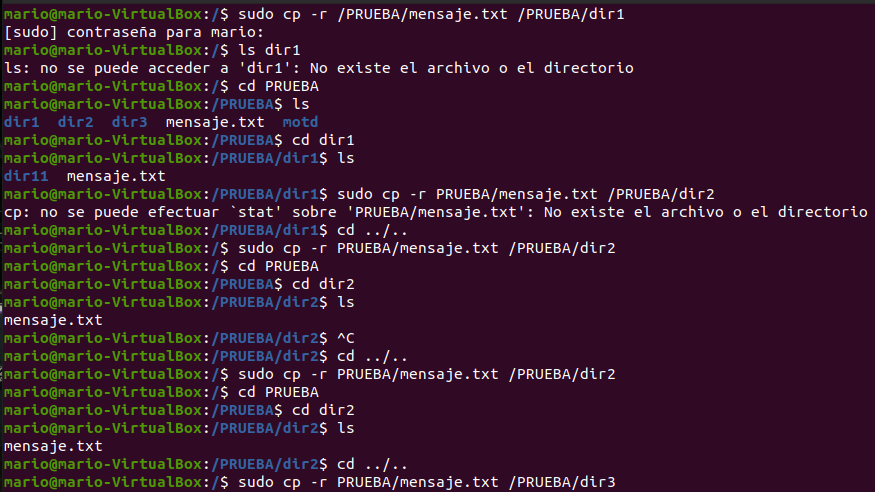 mario@mario-VirtualBox:/$ sudo cp -r /PRUEBA/mensaje.txt /PRUEBA/dir1
[sudo] contraseña para mario:
mario@mario-VirtualBox:/$ ls dir1
ls: no se puede acceder a 'dir1': No existe el archivo o el directorio
mario@mario-VirtualBox:/$ cd PRUEBA
mario@mario-VirtualBox:/PRUEBA$ ls
dir1  dir2  dir3  mensaje.txt  motd
mario@mario-VirtualBox:/PRUEBA$ cd dir1
mario@mario-VirtualBox:/PRUEBA/dir1$ ls
dir11  mensaje.txt
mario@mario-VirtualBox:/PRUEBA/dir1$ sudo cp -r PRUEBA/mensaje.txt /PRUEBA/dir2
cp: no se puede efectuar `stat' sobre 'PRUEBA/mensaje.txt': No existe el archivo o el directorio
mario@mario-VirtualBox:/PRUEBA/dir1$ cd ../..
mario@mario-VirtualBox:/$ sudo cp -r PRUEBA/mensaje.txt /PRUEBA/dir2
mario@mario-VirtualBox:/$ cd PRUEBA
mario@mario-VirtualBox:/PRUEBA$ cd dir2
mario@mario-VirtualBox:/PRUEBA/dir2$ ls
mensaje.txt
mario@mario-VirtualBox:/PRUEBA/dir2$ ^C
mario@mario-VirtualBox:/PRUEBA/dir2$ cd ../..
mario@mario-VirtualBox:/$ sudo cp -r PRUEBA/mensaje.txt /PRUEBA/dir2
mario@mario-VirtualBox:/$ cd PRUEBA
mario@mario-VirtualBox:/PRUEBA$ cd dir2
mario@mario-VirtualBox:/PRUEBA/dir2$ ls
mensaje.txt
mario@mario-VirtualBox:/PRUEBA/dir2$ cd ../..
mario@mario-VirtualBox:/$ sudo cp -r PRUEBA/mensaje.txt /PRUEBA/dir3